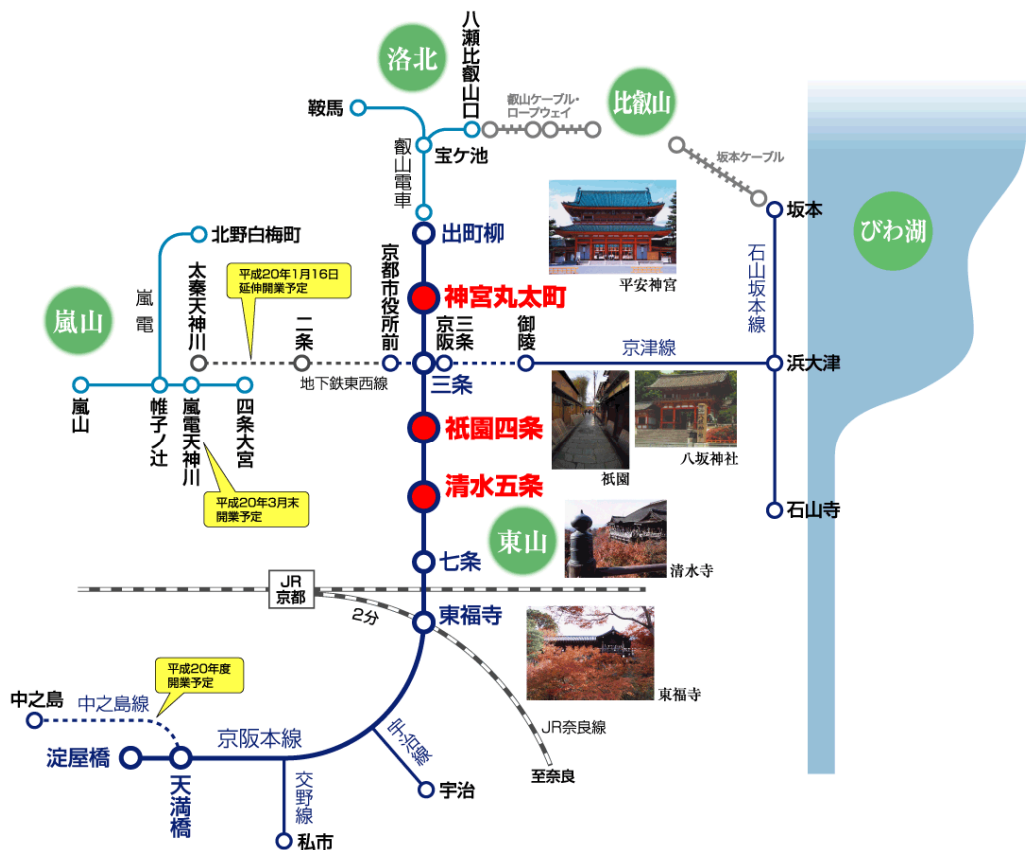 洛北
八瀬比叡山口
鞍馬
叡山ケーブル・
ロープウェイ
比叡山
宝ケ池
叡山電車
坂本ケーブル
坂本
出町柳
びわ湖
北野白梅町
平成20年1月16日
延伸開業予定
京都市役所前
平安神宮
石山坂本線
嵐電
太秦天神川
嵐山
神宮丸太町
二条
京阪
三条
御陵
京津線
浜大津
地下鉄東西線
三条
嵐山
帷子ノ辻
嵐電天神川
四条大宮
祇園四条
祇園
八坂神社
清水五条
平成20年3月末
開業予定
石山寺
東山
清水寺
七条
JR
京都
2分
東福寺
東福寺
平成20年度
開業予定
中之島
中之島線
JR奈良線
京阪本線
宇治線
淀屋橋
天満橋
交野線
宇治
至奈良
私市